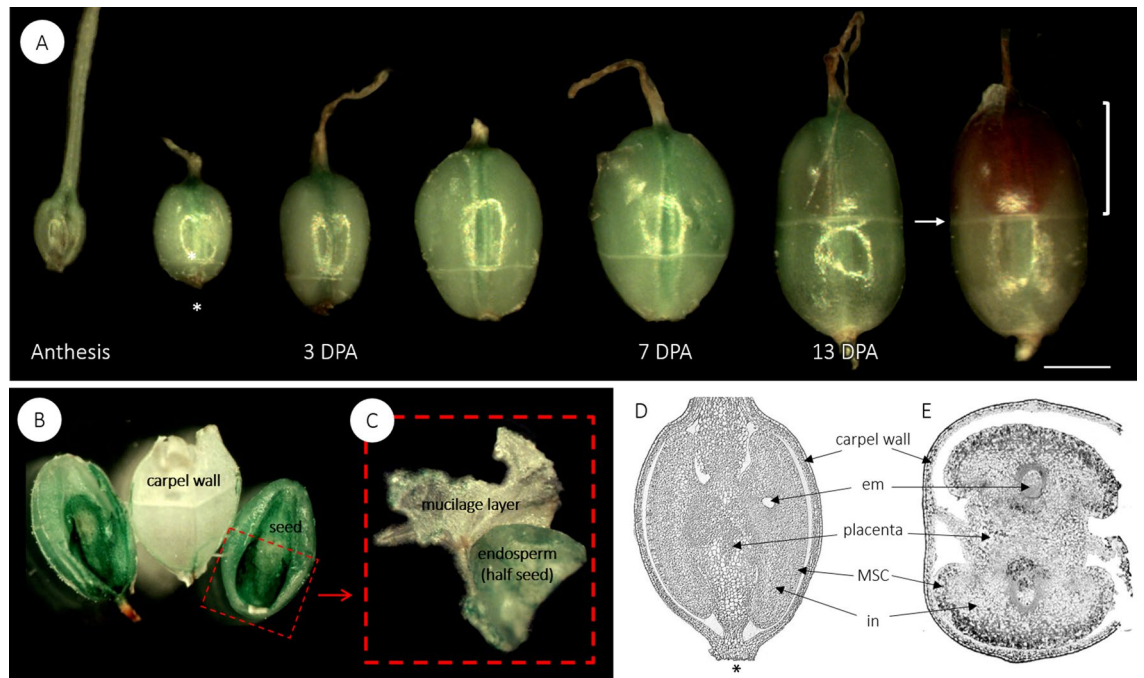 A
*
*
Anthesis
3 DPA
7 DPA
13 DPA
B
carpel wall
seed
C
mucilage layer
endosperm
(half seed)
D
E
carpel wall
em
placenta
MSC
in
*